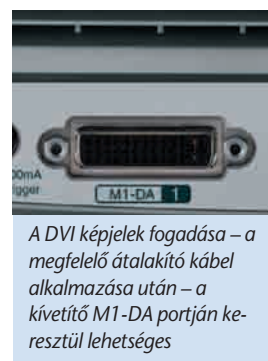 00mA
igger
M1-DA 1
A DVI képjelek fogadása – a
megfelelő átalakító kábel
alkalmazása után – a
kivetítő M1-DA portján ke-
resztül lehetséges